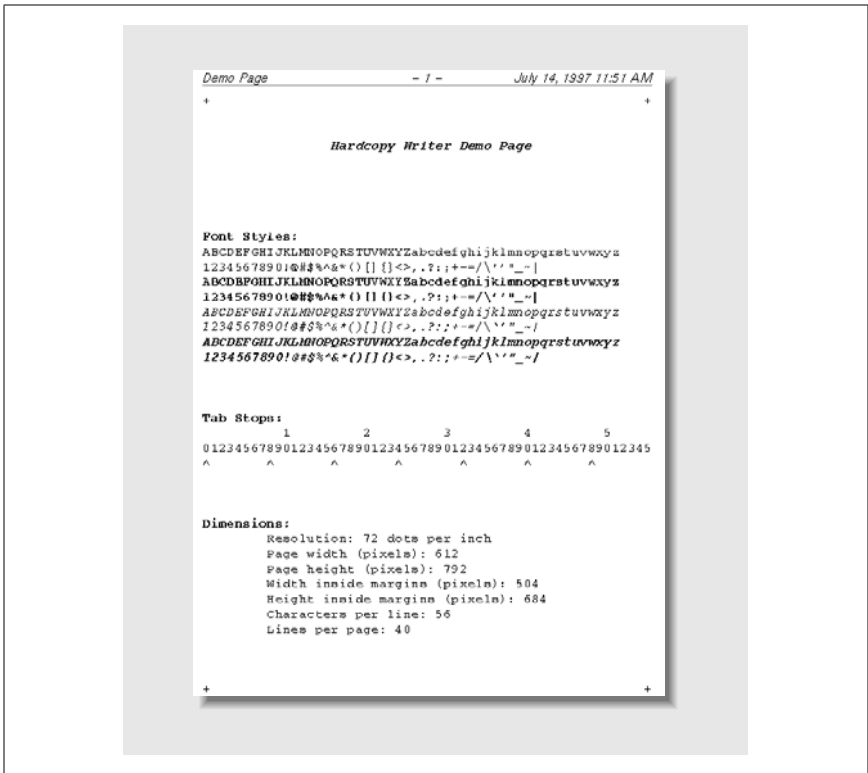 Demo Page - 1 - July 14, 1997 11:51 AM
+ +
Hardcopy Writer Demo Page
Font Styles:
ABCDEFGHIJKLMNOPQRSTUVWXYZabcdefghijklmnopqrstuvwxyz
1234567890!@#$%^&*()[]{}<>,.?:;+-=/\`'"_~|
ABCDEFGHIJKLMNOPQRSTUVWXYZabcdefghijklmnopqrstuvwxyz
1234567890!@#$%^&*()[]{}<>,.?:;+-=/\`'"_~|
ABCDEFGHIJKLMNOPQRSTUVWXYZabcdefghijklmnopqrstuvwxyz
1234567890!@#$%^&*()[]{}<>,.?:;+-=/\`'"_~|
ABCDEFGHIJKLMNOPQRSTUVWXYZabcdefghijklmnopqrstuvwxyz
1234567890!@#$%^&*()[]{}<>,.?:;+-=/\`'"_~|
Tab Stops:
1 2 3 4 5
01234567890123456789012345678901234567890123456789012345
^ ^ ^ ^ ^ ^ ^
Dimensions:
Resolution: 72 dots per inch
Page width (pixels): 612
Page height (pixels): 792
Width inside margins (pixels): 504
Height inside margins (pixels): 684
Characters per line: 56
Lines per page: 40
+ +